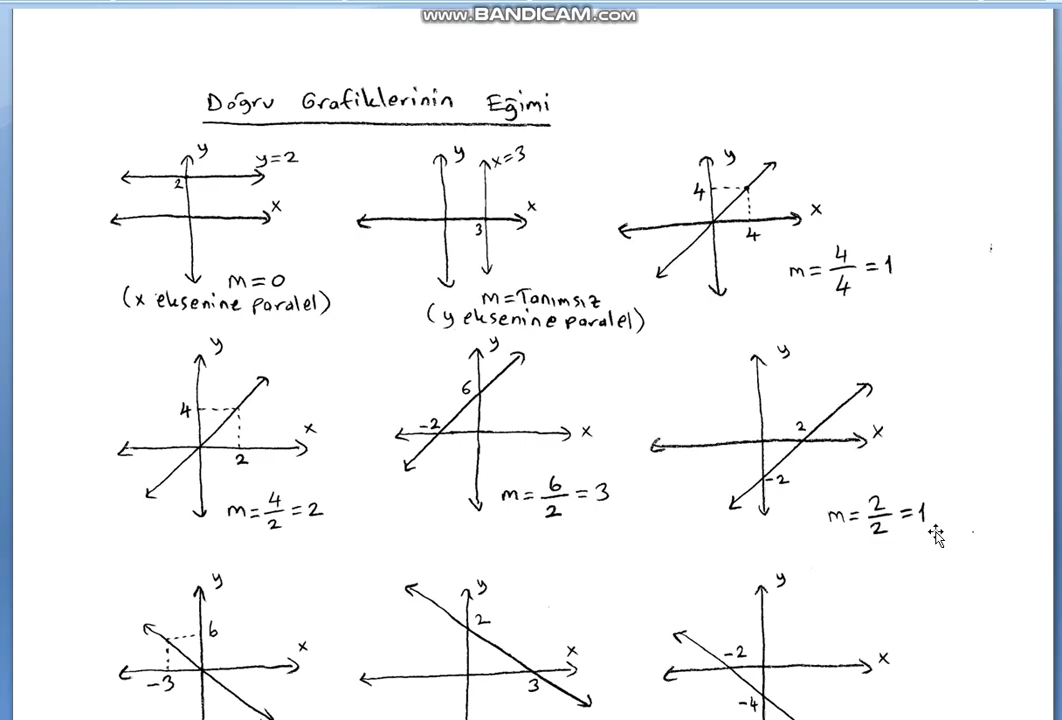 www.BANDICAM.com
Doğru Grafiklerinin Eğimi
y
y=2
2
x
m=0
(x eksenine paralel)
y
x=3
x
3
m=Tanımsız
(y eksenine paralel)
y
4
x
4
m=4/4=1
y
4
x
2
m=4/2=2
y
6
-2
x
m=6/2=3
y
2
x
-2
m=2/2=1
y
6
x
-3
y
2
x
3
y
-2
x
-4